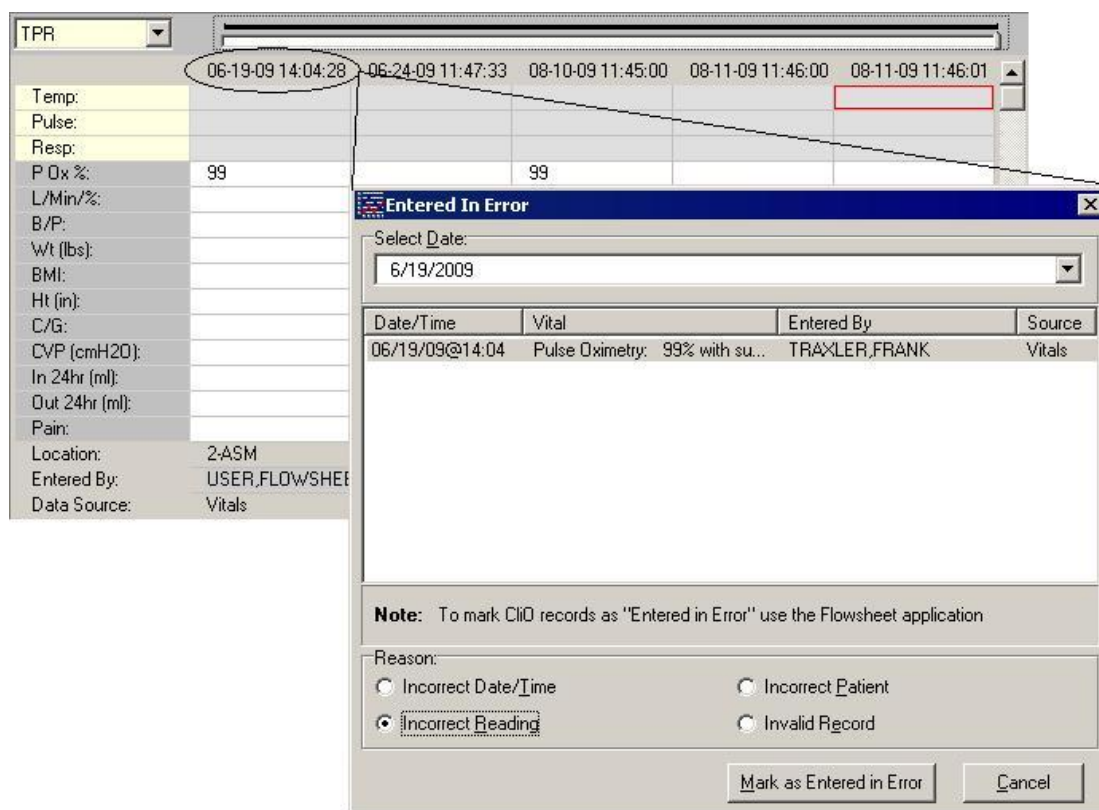 TPR
06-19-09 14:04:28 06-24-09 11:47:33 08-10-09 11:45:00 08-11-09 11:46:00 08-11-09 11:46:01
Temp:
Pulse:
Resp:
P Ox %: 99 99
L/Min/%:
B/P:
Wt (lbs):
BMI:
Ht (in):
C/G:
CVP (cmH2O):
In 24hr (ml):
Out 24hr (ml):
Pain:
Location: 2-ASM
Entered By: USER,FLOWSHEE
Data Source: Vitals
Entered In Error
Select Date:
6/19/2009
Date/Time Vital Entered By Source
06/19/09@14:04 Pulse Oximetry: 99% with su... TRAXLER,FRANK Vitals
Note: To mark CliO records as "Entered in Error" use the Flowsheet application
Reason:
Incorrect Date/Time Incorrect Patient
Incorrect Reading Invalid Record
Mark as Entered in Error Cancel